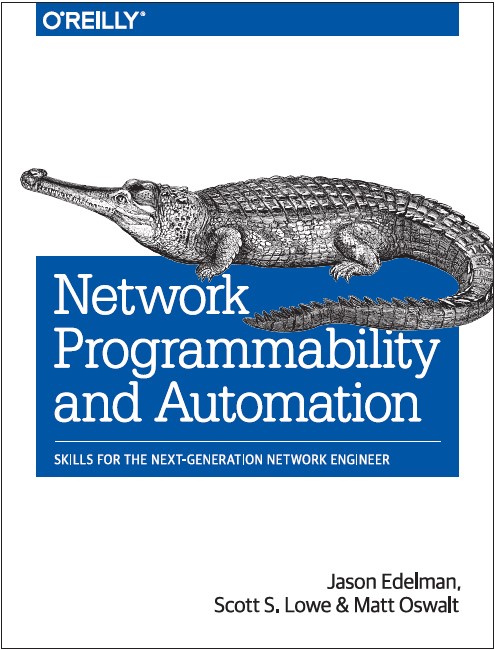 O'REILLY®
Network
Programmability
and Automation
SKILLS FOR THE NEXT-GENERATION NETWORK ENGINEER
Jason Edelman,
Scott S. Lowe & Matt Oswalt